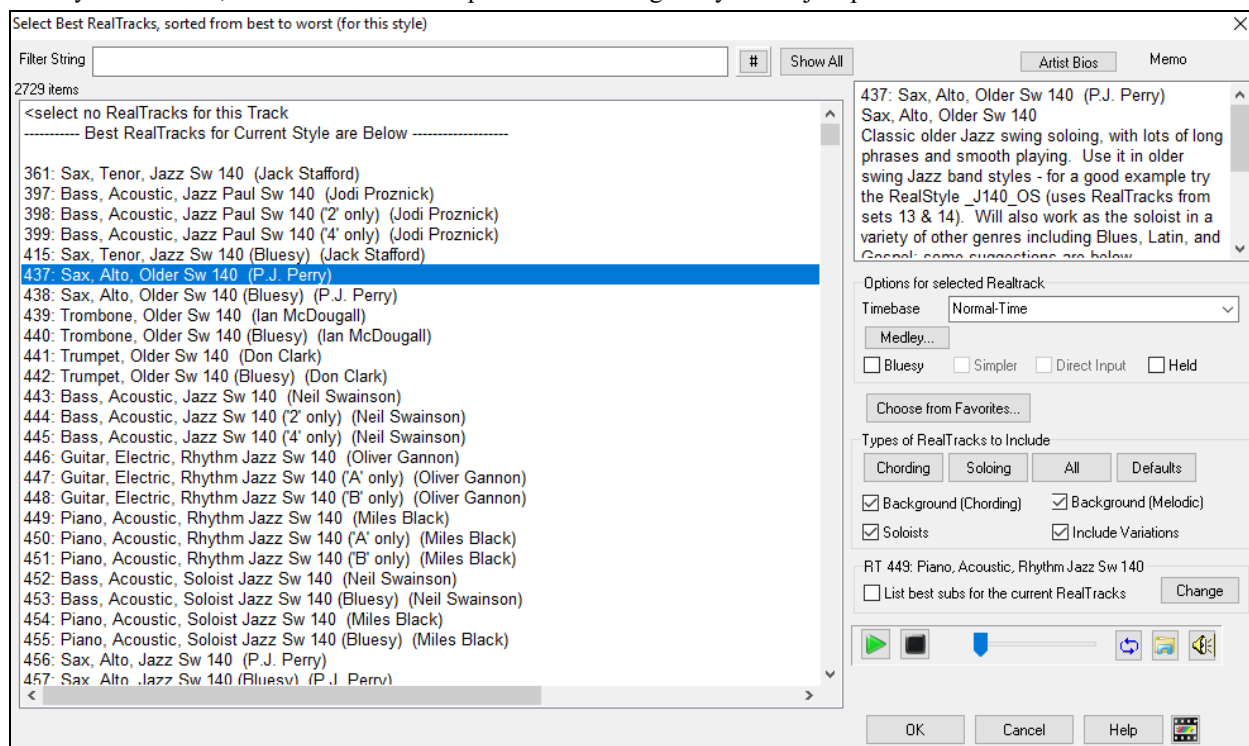 Select Best RealTracks, sorted from best to worst (for this style)
Filter String
#
Show All
Artist Bios
Memo
2729 items
<select no RealTracks for this Track
----------- Best RealTracks for Current Style are Below -------------------
361: Sax, Tenor, Jazz Sw 140 (Jack Stafford)
397: Bass, Acoustic, Jazz Paul Sw 140 (Jodi Proznick)
398: Bass, Acoustic, Jazz Paul Sw 140 ('2' only) (Jodi Proznick)
399: Bass, Acoustic, Jazz Paul Sw 140 ('4' only) (Jodi Proznick)
415: Sax, Tenor, Jazz Sw 140 (Bluesy) (Jack Stafford)
437: Sax, Alto, Older Sw 140 (P.J. Perry)
438: Sax, Alto, Older Sw 140 (Bluesy) (P.J. Perry)
439: Trombone, Older Sw 140 (Ian McDougall)
440: Trombone, Older Sw 140 (Bluesy) (Ian McDougall)
441: Trumpet, Older Sw 140 (Don Clark)
442: Trumpet, Older Sw 140 (Bluesy) (Don Clark)
443: Bass, Acoustic, Jazz Sw 140 (Neil Swainson)
444: Bass, Acoustic, Jazz Sw 140 ('2' only) (Neil Swainson)
445: Bass, Acoustic, Jazz Sw 140 ('4' only) (Neil Swainson)
446: Guitar, Electric, Rhythm Jazz Sw 140 (Oliver Gannon)
447: Guitar, Electric, Rhythm Jazz Sw 140 ('A' only) (Oliver Gannon)
448: Guitar, Electric, Rhythm Jazz Sw 140 ('B' only) (Oliver Gannon)
449: Piano, Acoustic, Rhythm Jazz Sw 140 (Miles Black)
450: Piano, Acoustic, Rhythm Jazz Sw 140 ('A' only) (Miles Black)
451: Piano, Acoustic, Rhythm Jazz Sw 140 ('B' only) (Miles Black)
452: Bass, Acoustic, Soloist Jazz Sw 140 (Neil Swainson)
453: Bass, Acoustic, Soloist Jazz Sw 140 (Bluesy) (Neil Swainson)
454: Piano, Acoustic, Soloist Jazz Sw 140 (Miles Black)
455: Piano, Acoustic, Soloist Jazz Sw 140 (Bluesy) (Miles Black)
456: Sax, Alto, Jazz Sw 140 (P.J. Perry)
457: Sax, Alto, Jazz Sw 140 (Bluesy) (P.J. Perry)
437: Sax, Alto, Older Sw 140 (P.J. Perry)
Sax, Alto, Older Sw 140
Classic older Jazz swing soloing, with lots of long
phrases and smooth playing. Use it in older
swing Jazz band styles - for a good example try
the RealStyle _J140_OS (uses RealTracks from
sets 13 & 14). Will also work as the soloist in a
variety of other genres including Blues, Latin, and
Gospel; some suggestions are below
Options for selected Realtrack
Timebase
Normal-Time
Medley...
Bluesy
Simpler
Direct Input
Held
Choose from Favorites...
Types of RealTracks to Include
Chording
Soloing
All
Defaults
Background (Chording)
Background (Melodic)
Soloists
Include Variations
RT 449: Piano, Acoustic, Rhythm Jazz Sw 140
List best subs for the current RealTracks
Change
OK
Cancel
Help